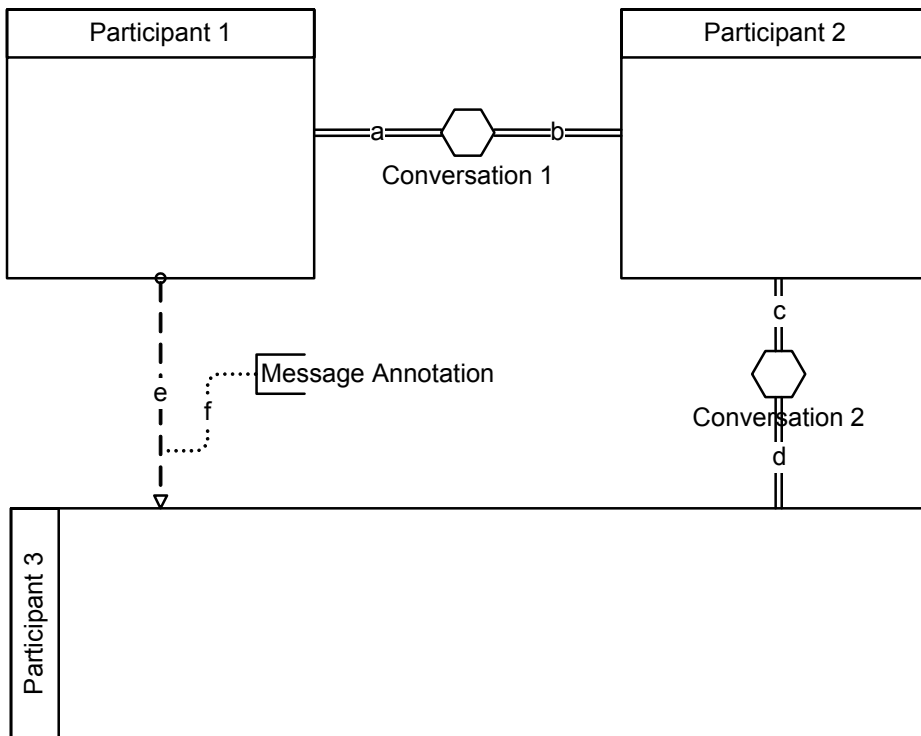 Participant 1
Participant 2
a
b
Conversation 1
c
e
f
Message Annotation
Conversation 2
d
Participant 3